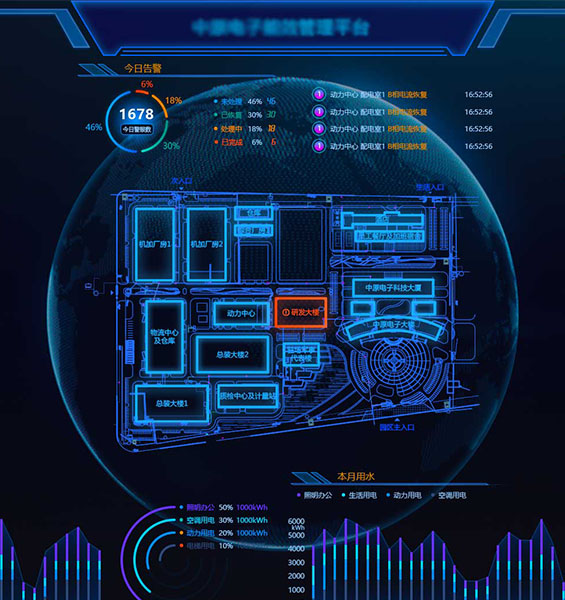 中原电子能效管理平台
今日告警
6%
18%
46%
30%
1678
今日警报数
未处理 46% 46
已恢复 30% 30
处理中 18% 18
已完成 6% 6
1 动力中心 配电室1 B相电流恢复 16:52:56
1 动力中心 配电室1 B相电流恢复 16:52:56
1 动力中心 配电室1 B相电流恢复 16:52:56
1 动力中心 配电室1 B相电流恢复 16:52:56
次入口
机加厂房1
机加厂房2
仓库
中原电子科技大厦
中原电子大楼
动力中心
研发大楼
物流中心
及仓库
总装大楼2
代表楼
总装大楼1
质检中心及计量站
园区主入口
本月用水
照明办公 生活用电 动力用电 空调用电
照明办公 50% 1000kWh
空调用电 30% 1000kWh
动力用电 20% 1000kWh
电梯用电 10%
6000
kWh
5000
4000
3000
2000
1000